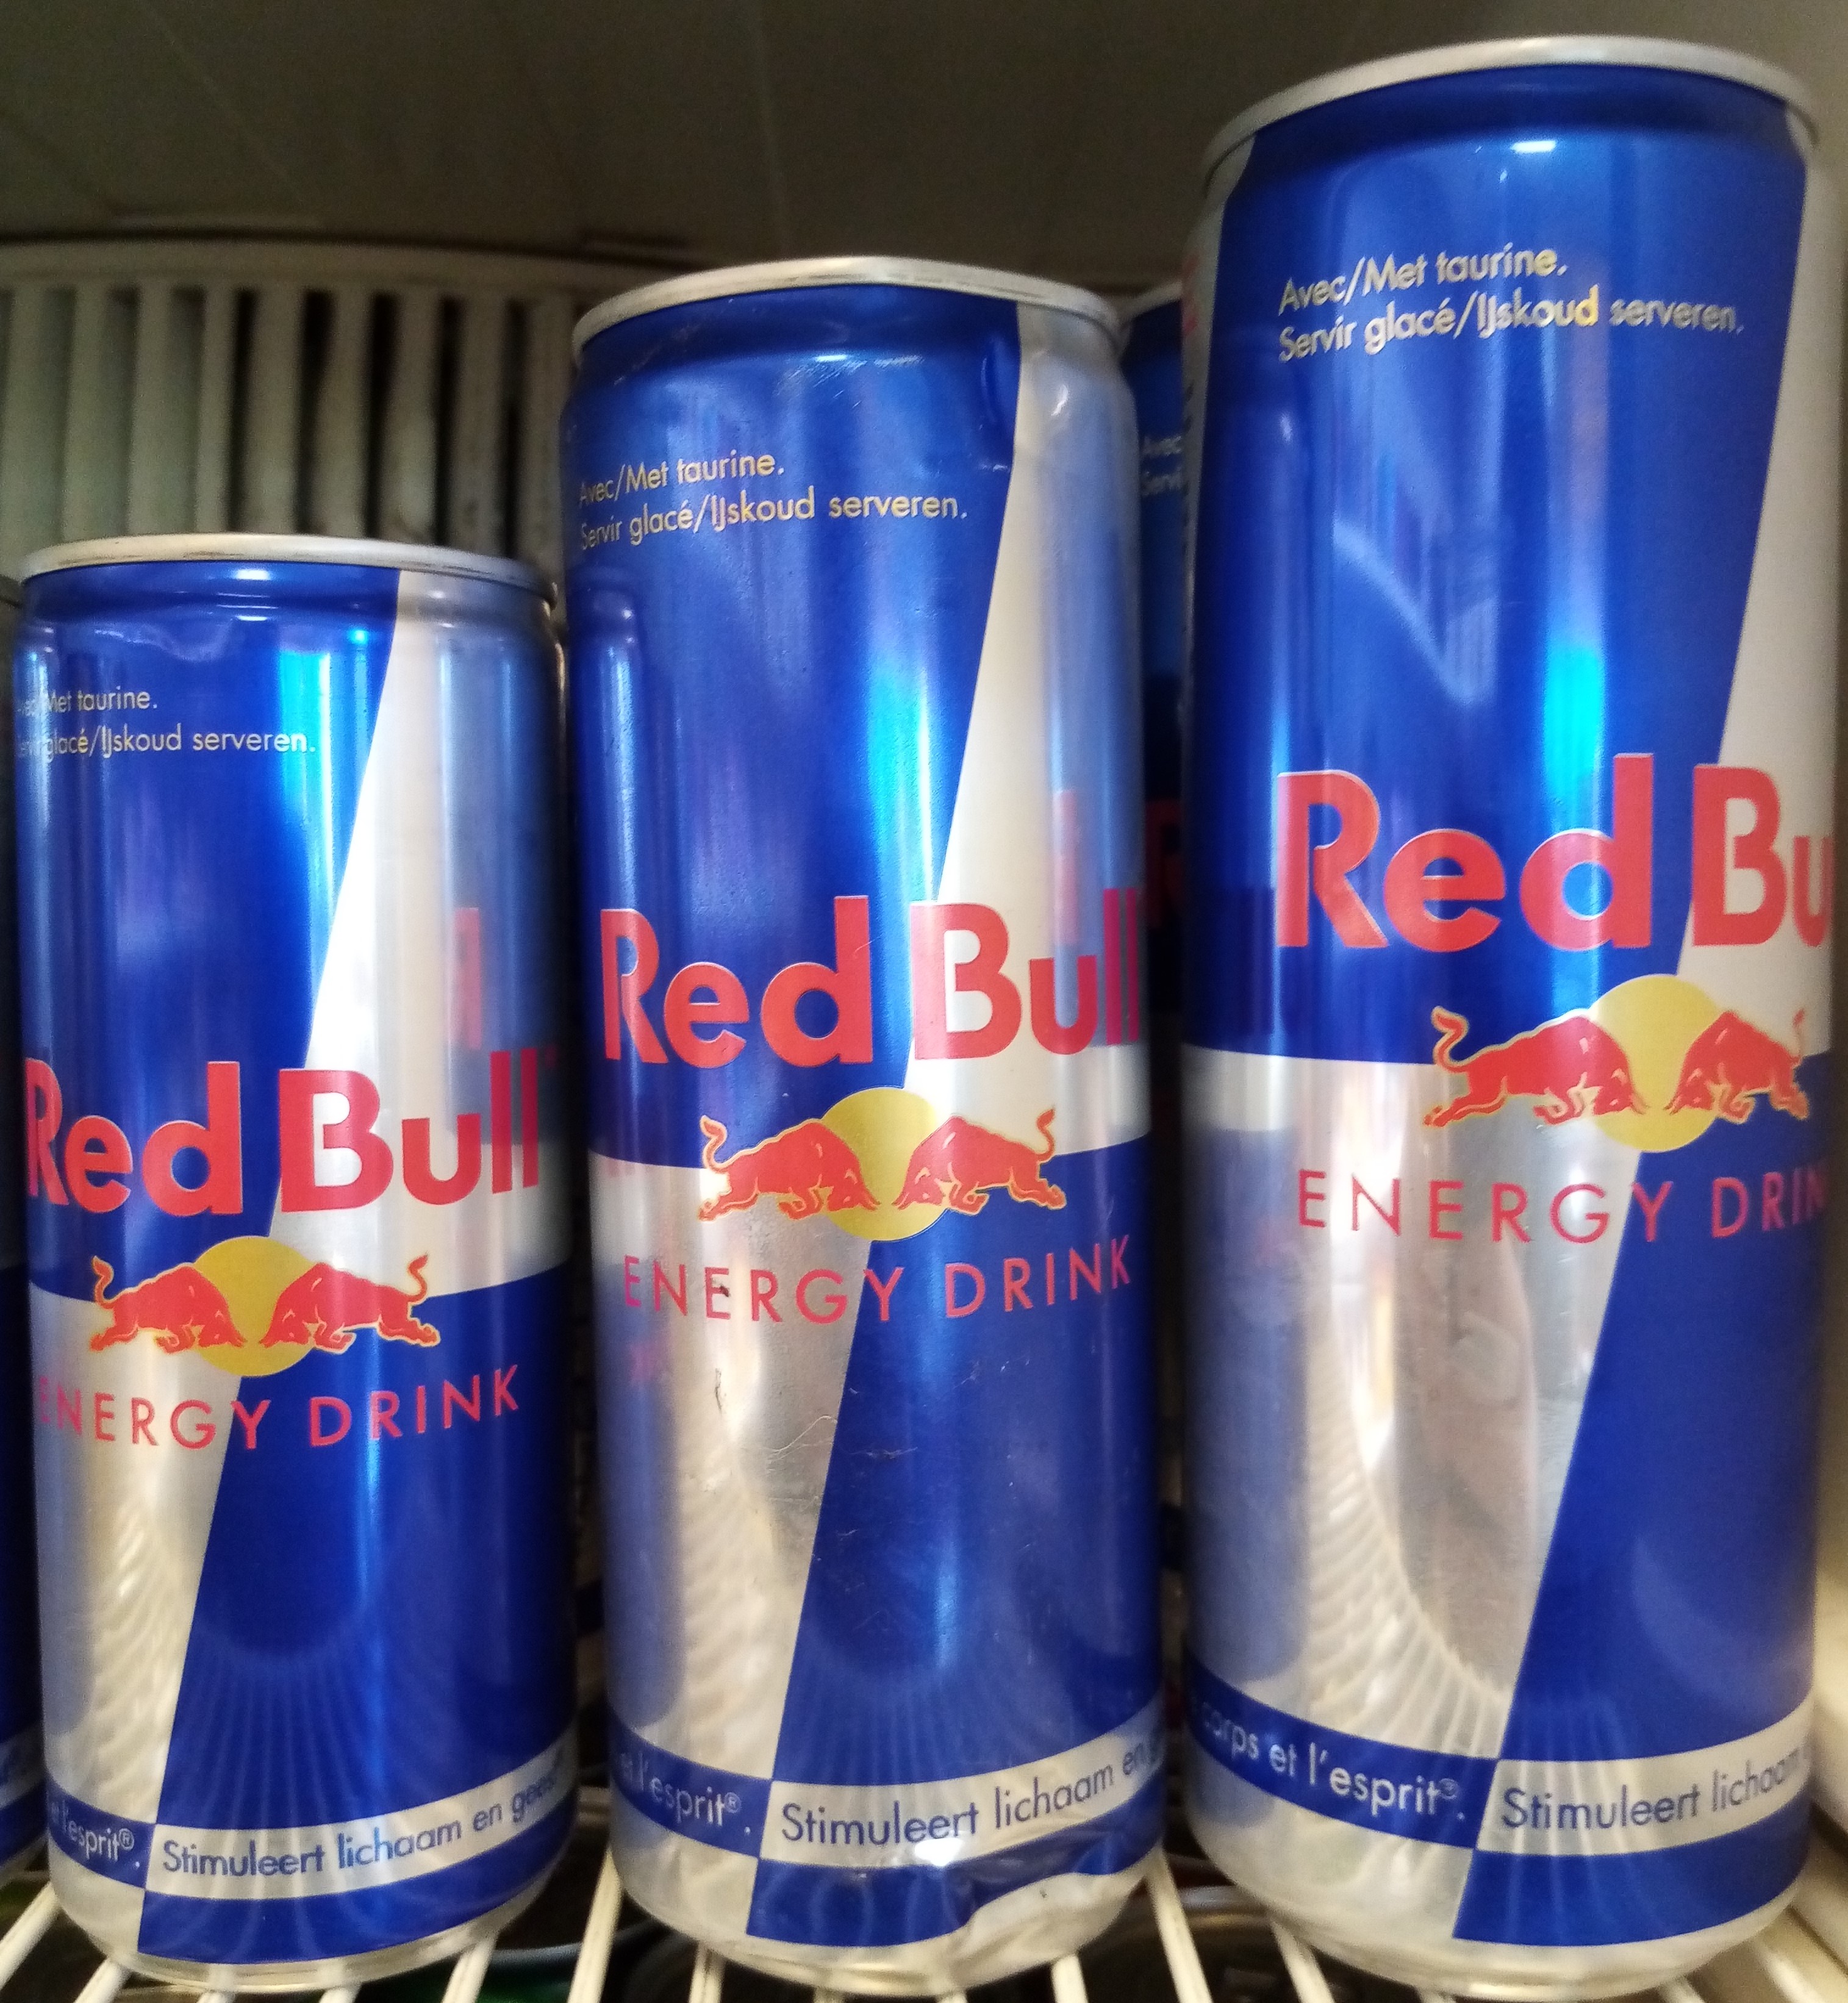 Met taurine.
glacé/IJskoud serveren.
Red Bull
ENERGY DRINK
l'esprit®. Stimuleert lichaam en
Avec/Met taurine.
Servir glacé/IJskoud serveren.
Red Bull
ENERGY DRINK
et l'esprit®. Stimuleert lichaam en
Avec
Avec/Met taurine.
Servir glacé/IJskoud serveren.
Red Bu
ENERGY DRIN
corps et l'esprit®. Stimuleert lichaam